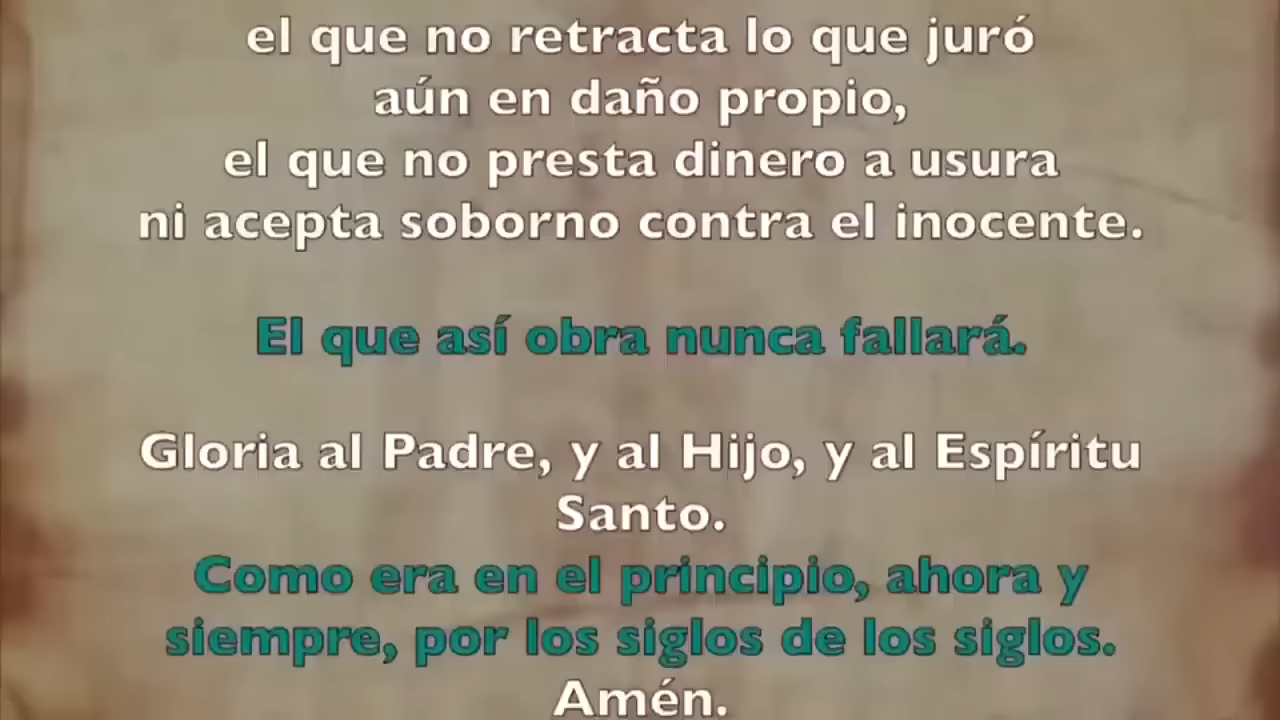 el que no retracta lo que juró
aún en daño propio,
el que no presta dinero a usura
ni acepta soborno contra el inocente.
El que así obra nunca fallará.
Gloria al Padre, y al Hijo, y al Espíritu
Santo.
Como era en el principio, ahora y
siempre, por los siglos de los siglos.
Amén.